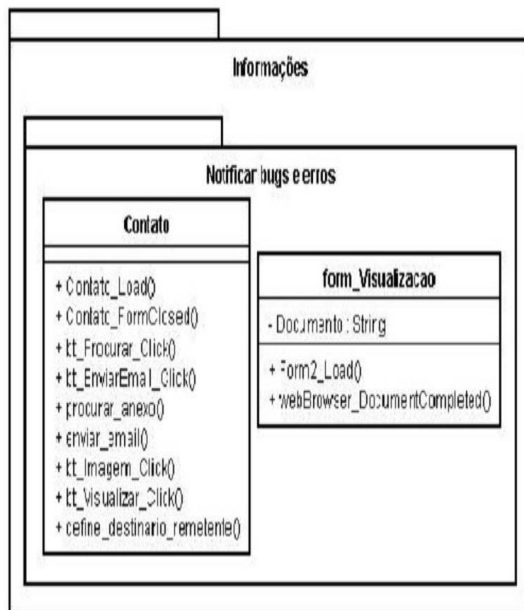 Informações
Notificar bugs e erros
Contato
+ Contato_Load()
+ Contato_FormClosed()
+ bt_Procurar_Click()
+ bt_EnviarEmail_Click()
+ procurar_anexo()
+ enviar_email()
+ bt_Imagem_Click()
+ bt_Visualizar_Click()
+ define_destinario_remetente()
form_Visualizacao
- Documento : String
+ Form2_Load()
+ webBrowser_DocumentCompleted()